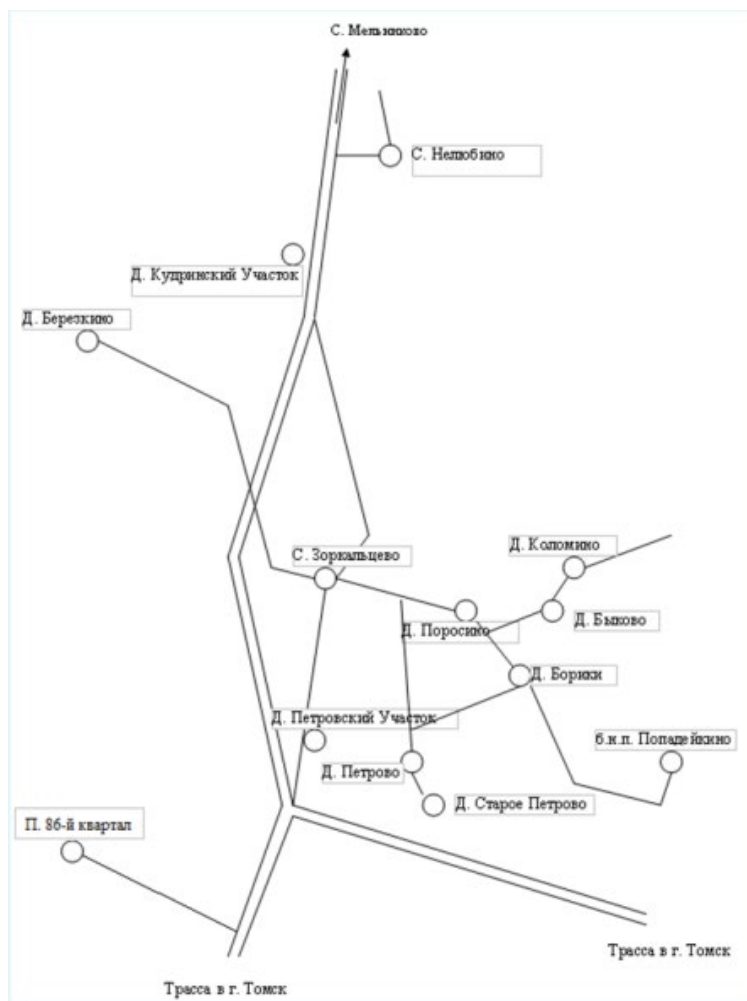 С. Мельниково
С. Нелюбино
Д. Кудринский Участок
Д. Березкино
Д. Коломино
С. Зоркальцево
Д. Быково
Д. Поросино
Д. Борики
Д. Петровский Участок
б.н.п. Попадейкино
Д. Петрово
Д. Старое Петрово
П. 86-й квартал
Трасса в г. Томск
Трасса в г. Томск